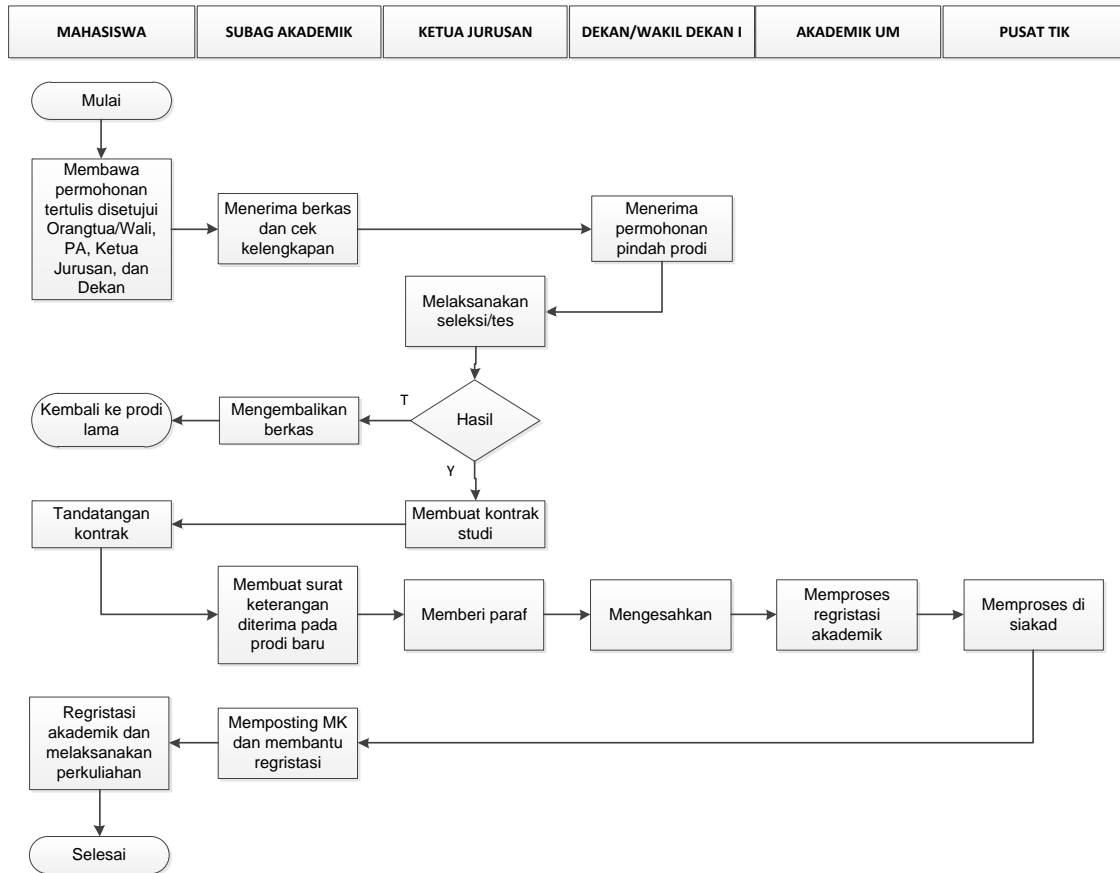 MAHASISWA
SUBAG AKADEMIK
KETUA JURUSAN
DEKAN/WAKIL DEKAN I
AKADEMIK UM
PUSAT TIK
Mulai
Membawa
permohonan
tertulis disetujui
Orangtua/Wali,
PA, Ketua
Jurusan, dan
Dekan
Menerima berkas
dan cek
kelengkapan
Menerima
permohonan
pindah prodi
Melaksanakan
seleksi/tes
Hasil
T
Mengembalikan
berkas
Kembali ke prodi
lama
Y
Membuat kontrak
studi
Tandatangan
kontrak
Membuat surat
keterangan
diterima pada
prodi baru
Memberi paraf
Mengesahkan
Memproses
regristasi
akademik
Memproses di
siakad
Memposting MK
dan membantu
regristasi
Regristasi
akademik dan
melaksanakan
perkuliahan
Selesai